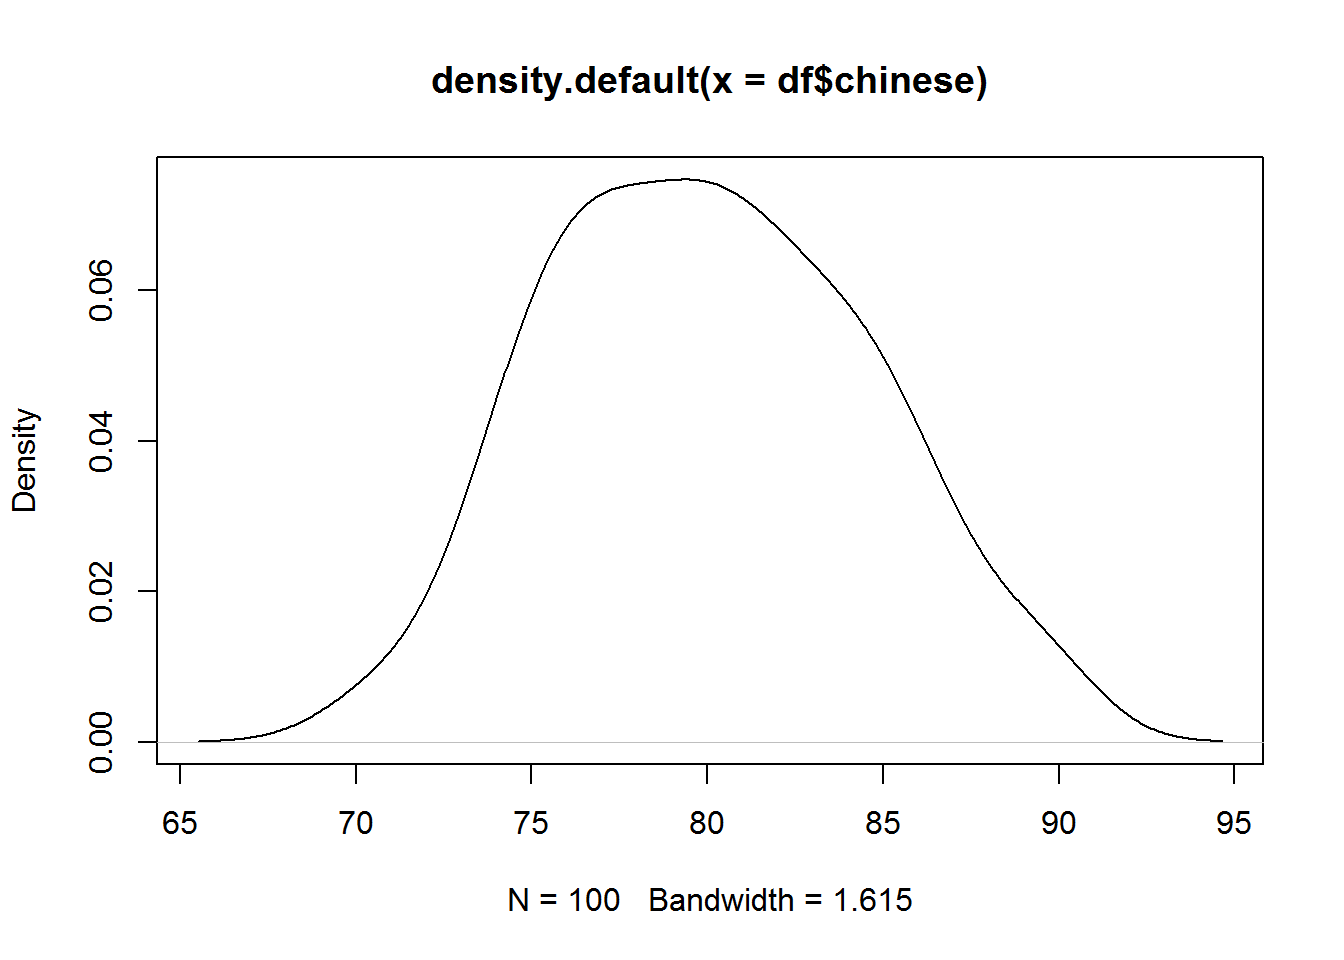 density.default(x = df$chinese)
Density
0.00
0.02
0.04
0.06
65 70 75 80 85 90 95
N = 100   Bandwidth = 1.615